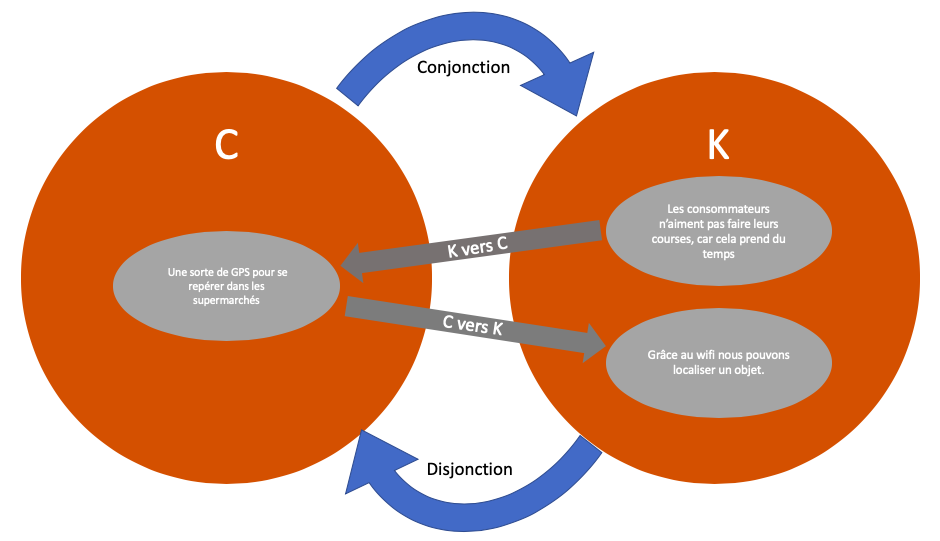 Conjonction
C
K
Les consommateurs
n'aiment pas faire leurs
courses, car cela prend du
temps
K vers C
Une sorte de GPS pour se
repérer dans les
supermarchés
C vers K
Grâce au wifi nous pouvons
localiser un objet.
Disjonction